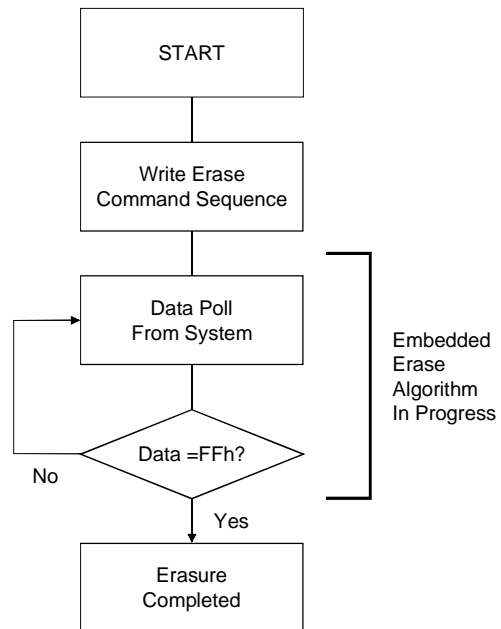 START
Write Erase
Command Sequence
Data Poll
From System
Embedded
Erase
Algorithm
In Progress
Data =FFh?
No
Yes
Erasure
Completed